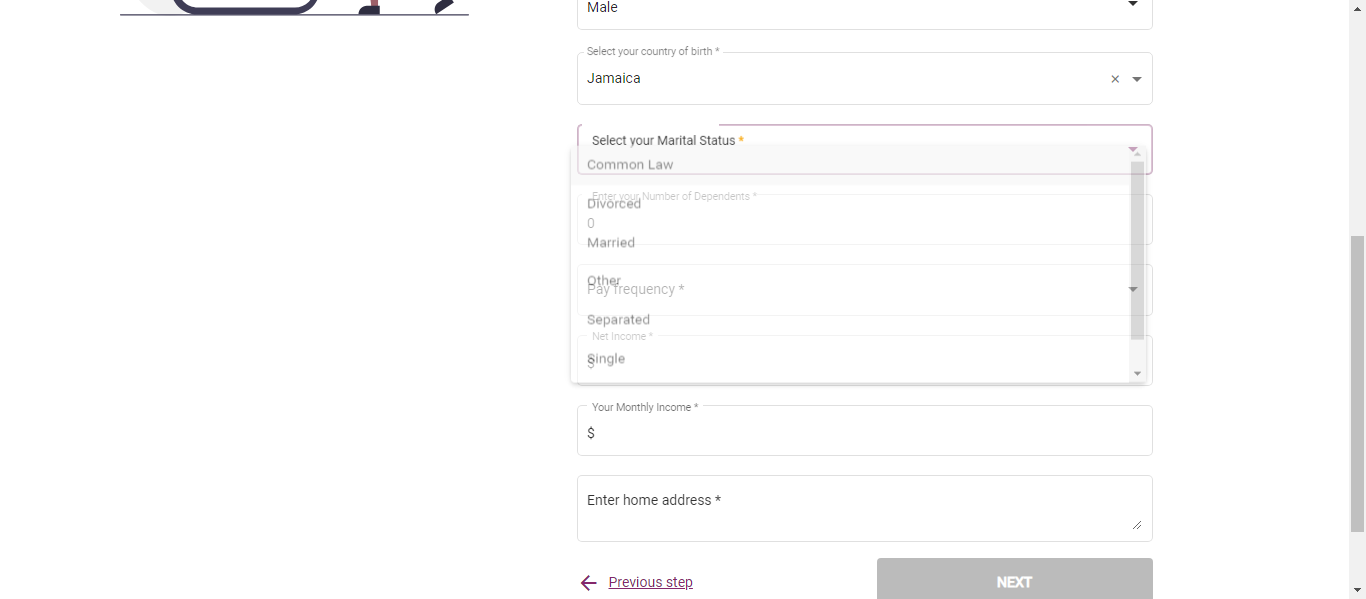 Male
Select your country of birth *
Jamaica
Select your Marital Status *
Common Law
Enter your Number of Dependents *
Divorced
0
Married
Other
Pay frequency *
Separated
Net Income *
Single
$
Your Monthly Income *
$
Enter home address *
Previous step
NEXT